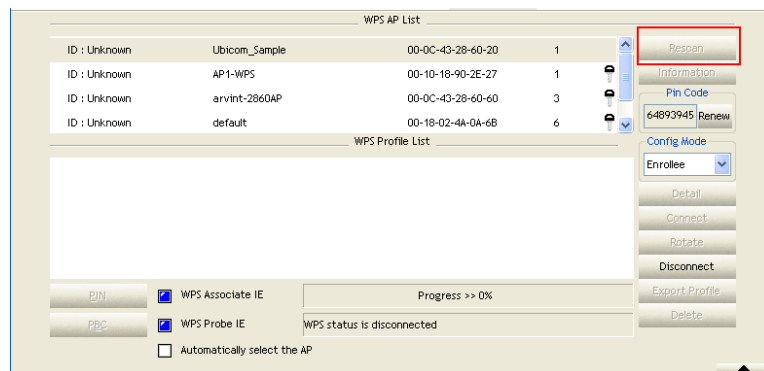 WPS AP List
ID : Unknown Ubicom_Sample 00-0C-43-28-60-20 1
Rescan
ID : Unknown AP1-WPS 00-10-18-90-2E-27 1
Information
ID : Unknown arvint-2860AP 00-0C-43-28-60-60 3
Pin Code
ID : Unknown default 00-18-02-4A-0A-6B 6
64893945 Renew
WPS Profile List
Config Mode
Enrollee
Detail
Connect
Rotate
Disconnect
PIN WPS Associate IE Progress >> 0%
Export Profile
PBC WPS Probe IE WPS status is disconnected
Delete
Automatically select the AP